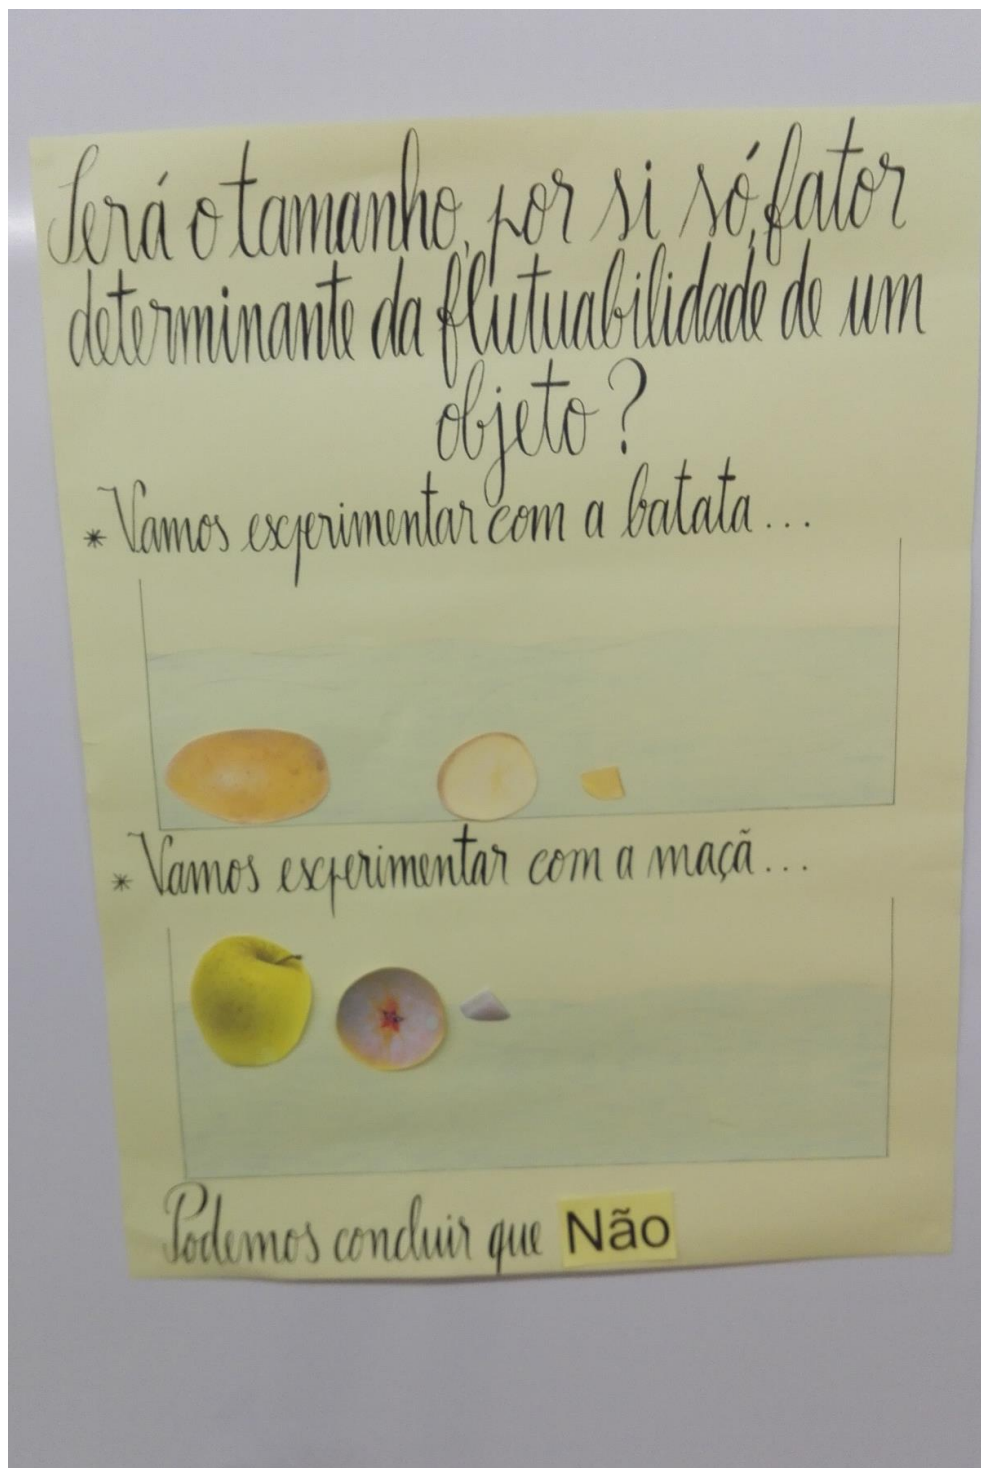 Será o tamanho, por si só, fator
determinante da flutuabilidade de um
objeto?
* Vamos experimentar com a batata...
* Vamos experimentar com a maçã...
Podemos concluir que Não